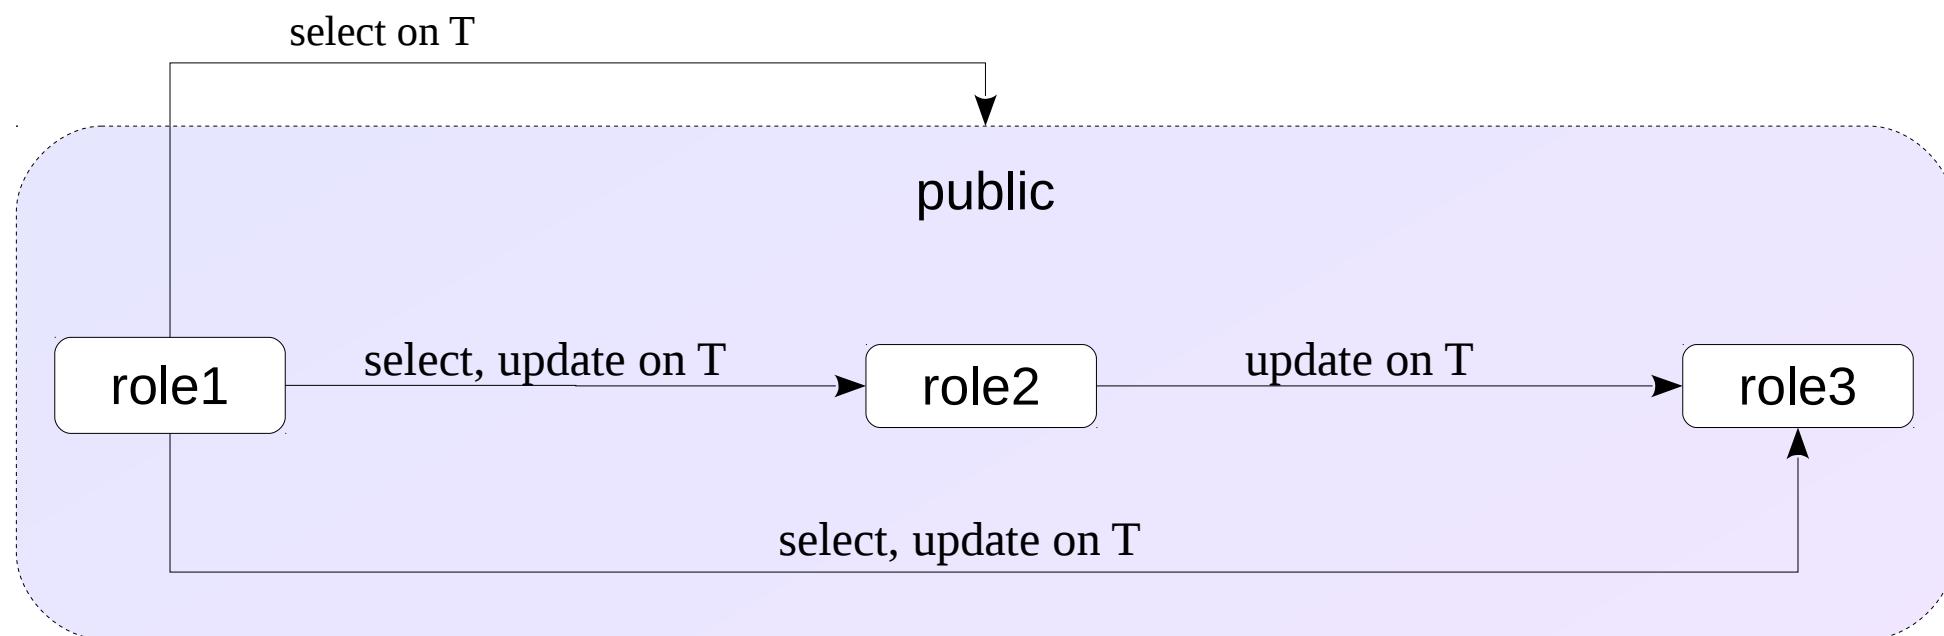 select on T
public
role1
select, update on T
role2
update on T
role3
select, update on T